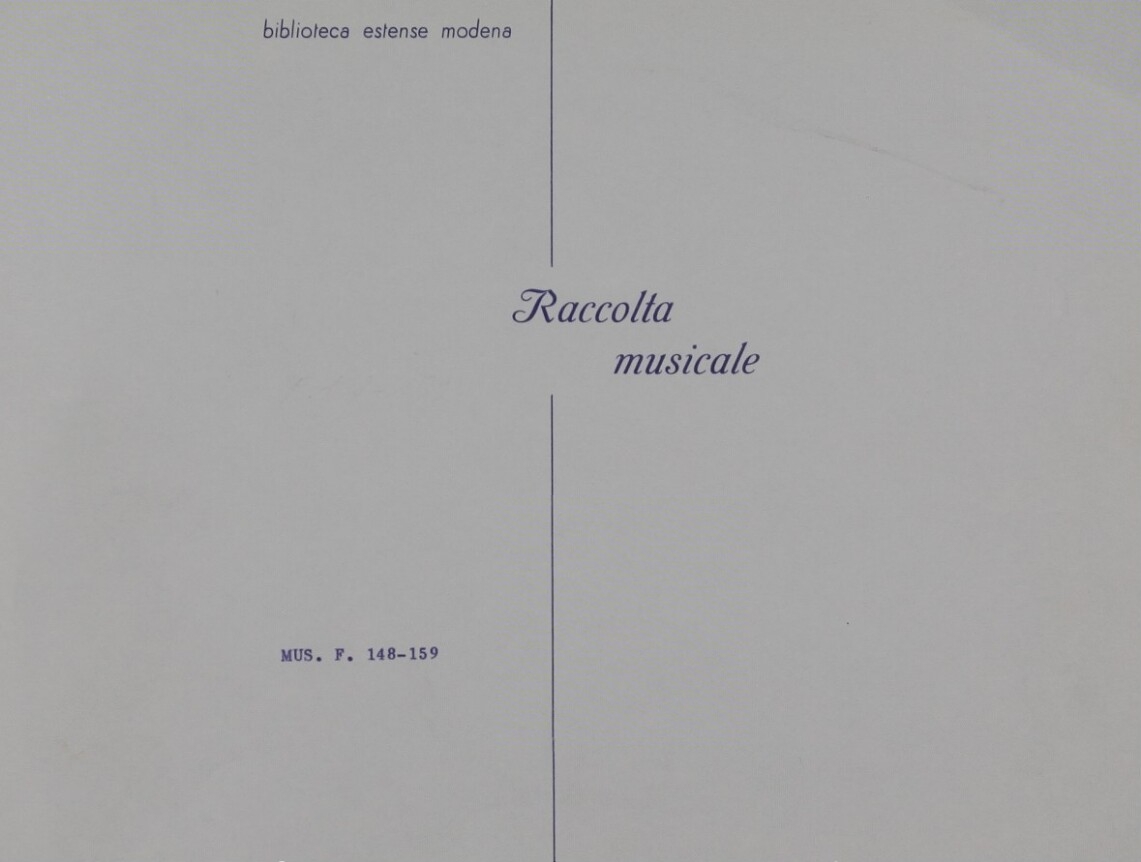 biblioteca estense modena
Raccolta
musicale
MUS. F. 148-159